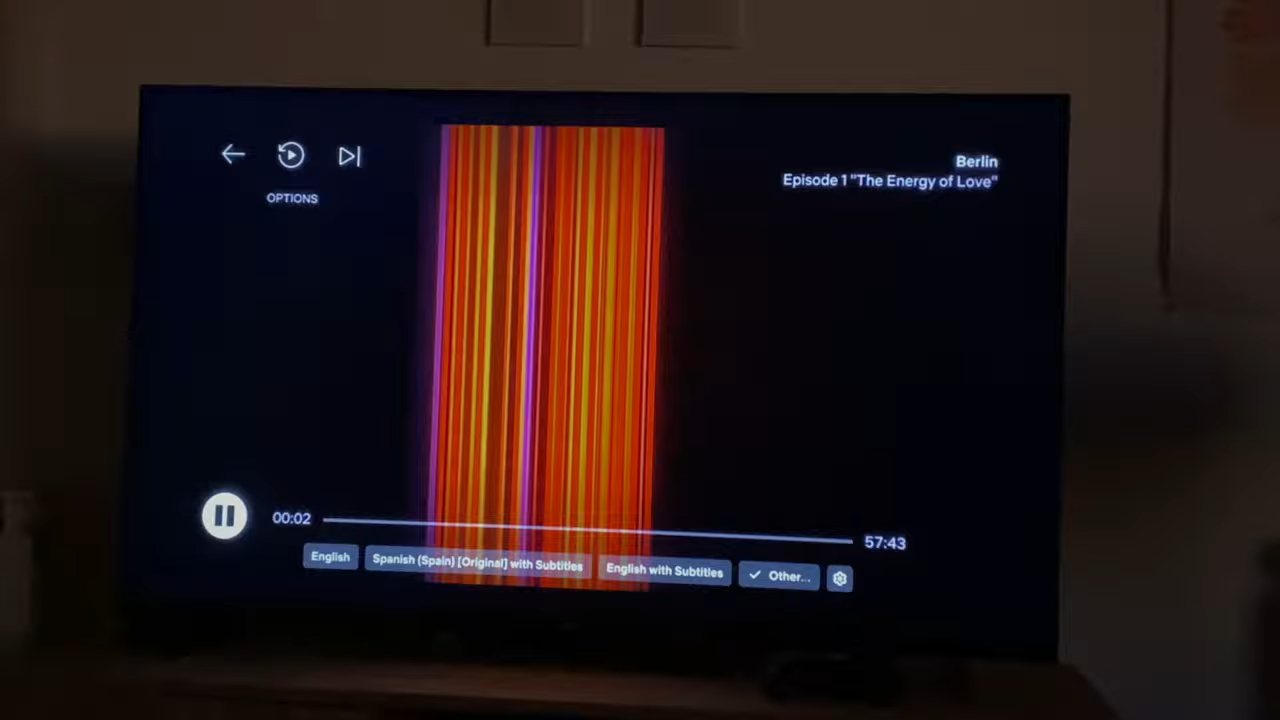 Berlin
Episode 1 "The Energy of Love"
OPTIONS
00:02
57:43
English
Spanish (Spain) [Original] with Subtitles
English with Subtitles
Other...